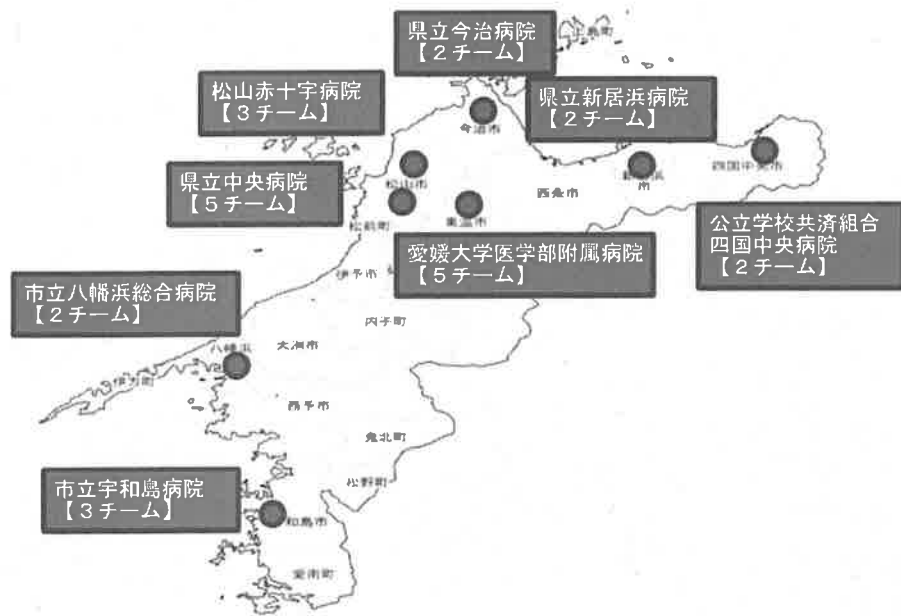 県立今治病院
【2チーム】
上島町
松山赤十字病院
【3チーム】
県立新居浜病院
【2チーム】
今治市
県立中央病院
【5チーム】
松山市
松前町
東温市
西条市
市
四国中央市
公立学校共済組合
四国中央病院
【2チーム】
愛媛大学医学部附属病院
【5チーム】
伊予市
市立八幡浜総合病院
【2チーム】
内子町
大洲市
八幡浜
伊方町
西予市
鬼北町
松野町
市立宇和島病院
【3チーム】
和島市
愛南町